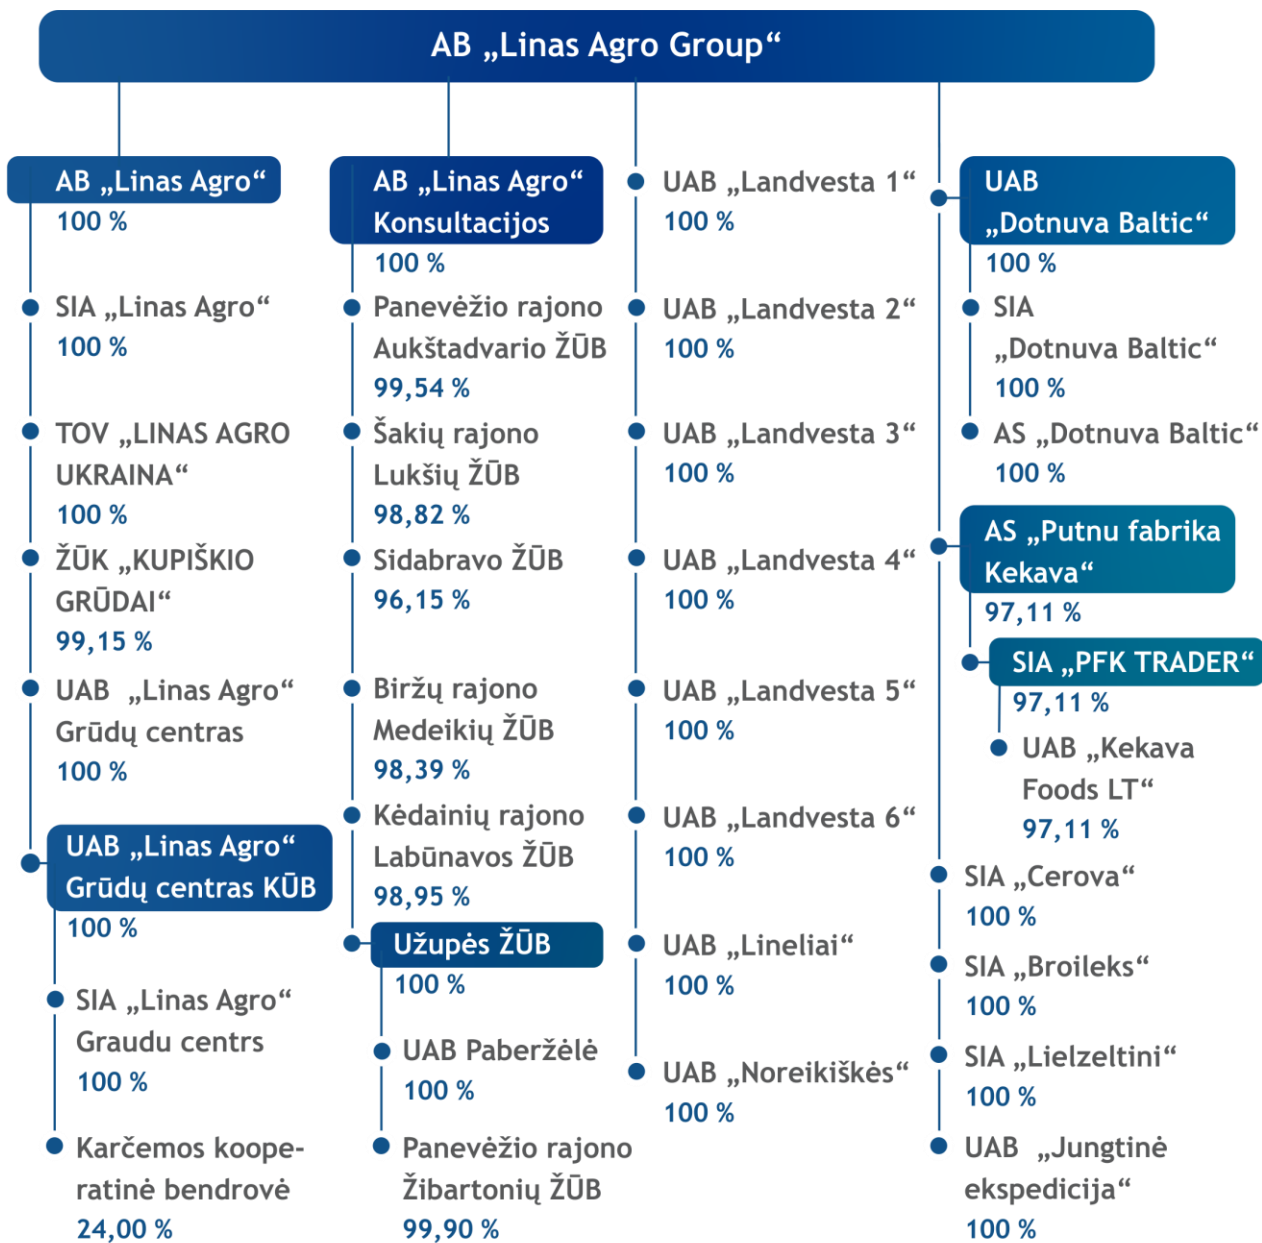 AB „Linas Agro Group“
AB „Linas Agro“
100 %
SIA „Linas Agro“
100 %
TOV „LINAS AGRO
UKRAINA“
100 %
ŽŪK „KUPIŠKIO
GRŪDAI“
99,15 %
UAB „Linas Agro“
Grūdų centras
100 %
UAB „Linas Agro“
Grūdų centras KŪB
100 %
SIA „Linas Agro“
Graudu centrs
100 %
Karčemos koope-
ratinė bendrovė
24,00 %
AB „Linas Agro“
Konsultacijos
100 %
Panevėžio rajono
Aukštadvario ŽŪB
99,54 %
Šakių rajono
Lukšių ŽŪB
98,82 %
Sidabravo ŽŪB
96,15 %
Biržų rajono
Medeikių ŽŪB
98,39 %
Kėdainių rajono
Labūnavos ŽŪB
98,95 %
Užupės ŽŪB
100 %
UAB Paberžėlė
100 %
Panevėžio rajono
Žibartonių ŽŪB
99,90 %
UAB „Landvesta 1“
100 %
UAB „Landvesta 2“
100 %
UAB „Landvesta 3“
100 %
UAB „Landvesta 4“
100 %
UAB „Landvesta 5“
100 %
UAB „Landvesta 6“
100 %
UAB „Lineliai“
100 %
UAB „Noreikiškės“
100 %
UAB
„Dotnuva Baltic“
100 %
SIA
„Dotnuva Baltic“
100 %
AS „Dotnuva Baltic“
100 %
AS „Putnu fabrika
Kekava“
97,11 %
SIA „PFK TRADER“
97,11 %
UAB „Kekava
Foods LT“
97,11 %
SIA „Cerova“
100 %
SIA „Broileks“
100 %
SIA „Lielzeltini“
100 %
UAB „Jungtinė
ekspedicija“
100 %